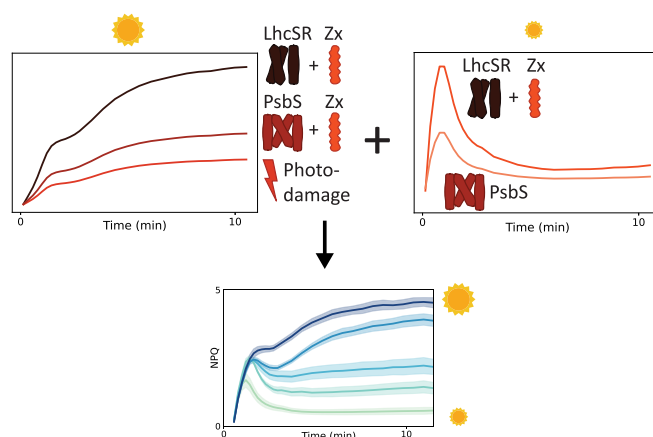 LhcSR Zx
+
PsbS Zx
+
Photo-
damage
0 10
Time (min)
+
LhcSR Zx
+
PsbS
0 10
Time (min)
5
NPQ
0
0 10
Time (min)